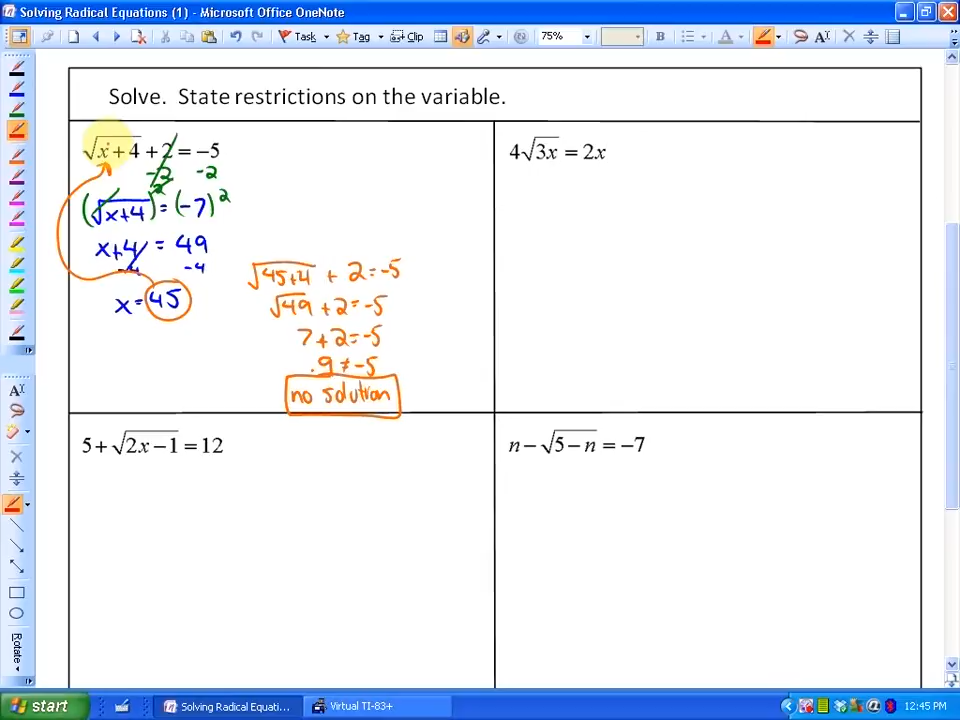 Solving Radical Equations (1) - Microsoft Office OneNote
Task Tag Clip 75% B A
Solve. State restrictions on the variable.
√x+4 + 2 = −5
-2 -2
(√x+4)² = (-7)²
x+4 = 49
-4 -4
x = 45
√45+4 + 2 = -5
√49 + 2 = -5
7 + 2 = -5
9 ≠ -5
no solution
4√3x = 2x
5 + √2x − 1 = 12
n − √5 − n = −7
Rotate
start Solving Radical Equati... Virtual TI-83+ 12:45 PM